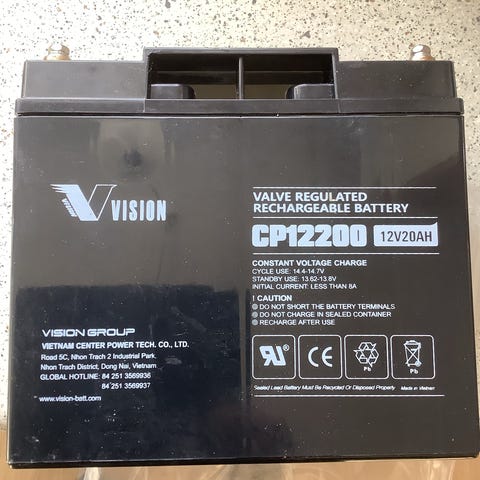 VISION
VISION GROUP
VIETNAM CENTER POWER TECH. CO., LTD.
Road 5C, Nhon Trach 2 Industrial Park,
Nhon Trach District, Dong Nai, Vietnam
GLOBAL HOTLINE: 84 251 3569936
84 251 3569937
www.vision-batt.com
VALVE REGULATED
RECHARGEABLE BATTERY
CP12200 12V20AH
CONSTANT VOLTAGE CHARGE
CYCLE USE: 14.4-14.7V
STANDBY USE: 13.62-13.8V
INITIAL CURRENT: LESS THAN 8A
! CAUTION
DO NOT SHORT THE BATTERY TERMINALS
DO NOT CHARGE IN SEALED CONTAINER
RECHARGE AFTER USE
CE
Pb Pb
Sealed Lead Battery Must Be Recycled Or Disposed Properly Made in Vietnam